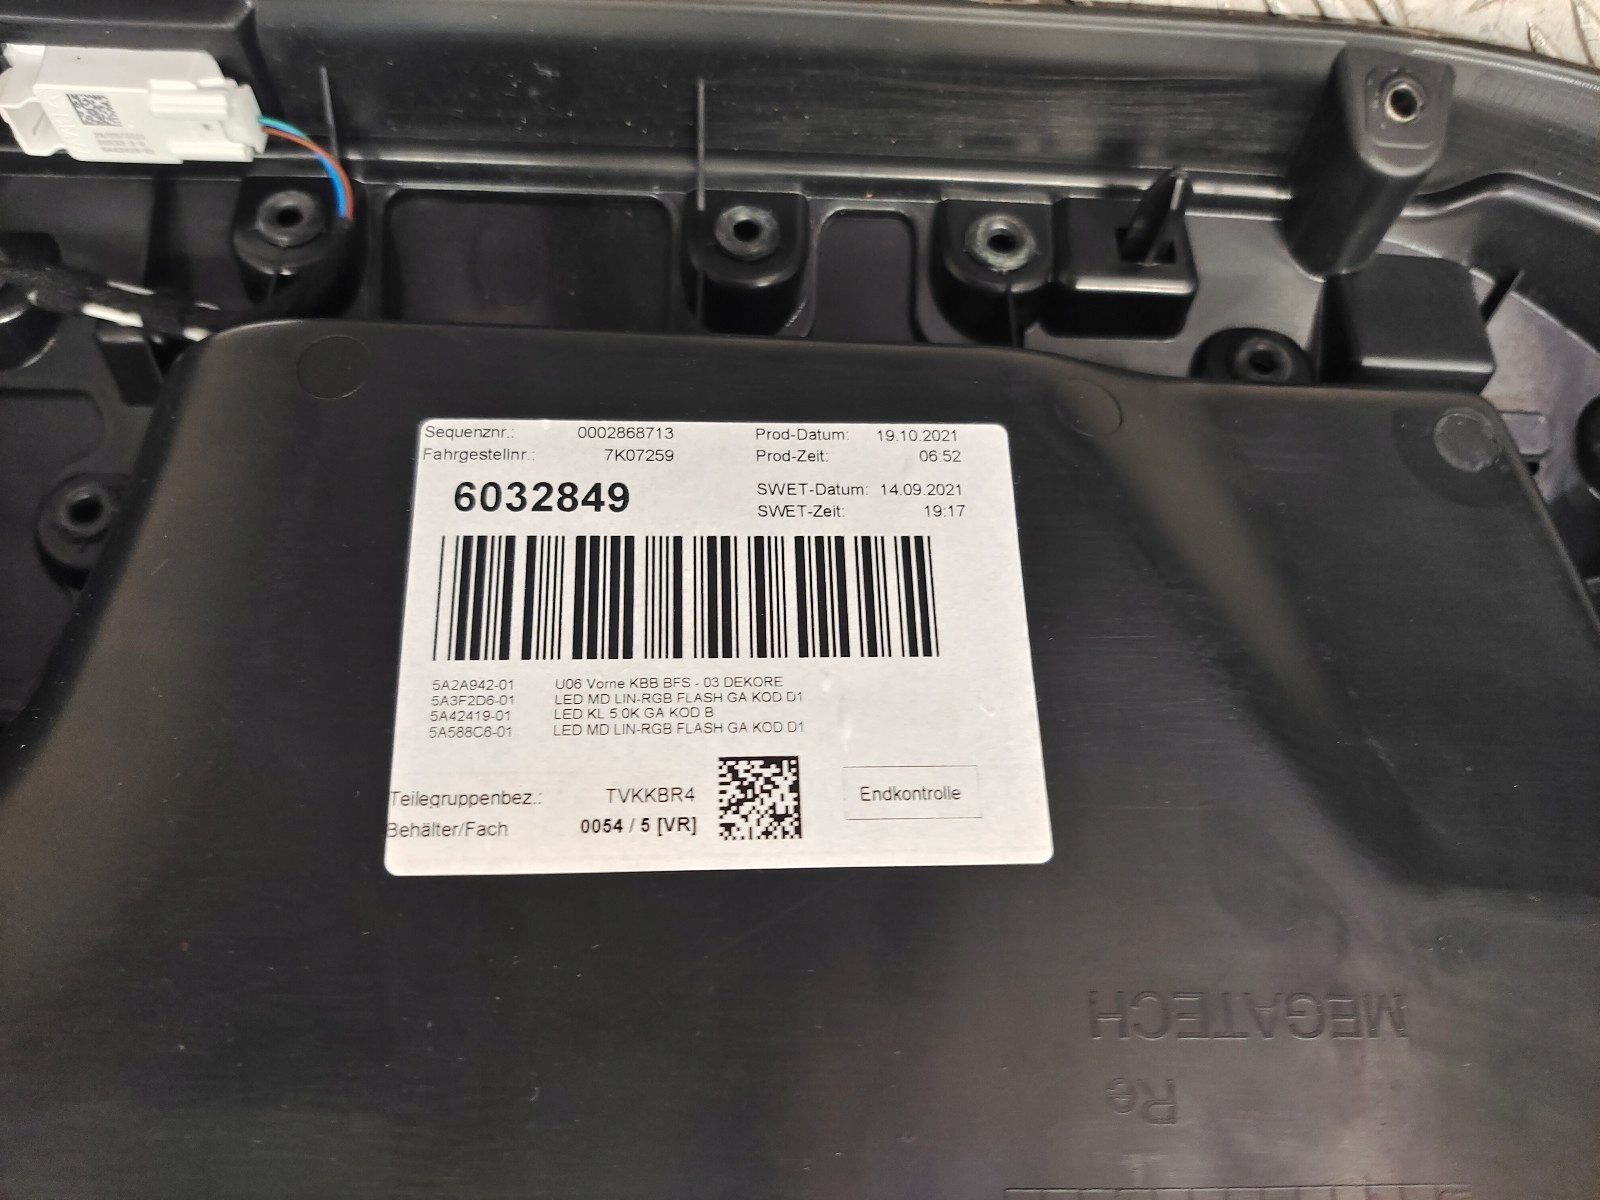 Sequenznr.: 0002868713 Prod-Datum: 19.10.2021
Fahrgestellnr.: 7K07259 Prod-Zeit: 06:52
6032849 SWET-Datum: 14.09.2021
SWET-Zeit: 19:17
5A2A942-01 U06 Vorne KBB BFS - 03 DEKORE
5A3F2D6-01 LED MD LIN-RGB FLASH GA KOD D1
5A42419-01 LED KL 5.0K GA KOD B
5A588C6-01 LED MD LIN-RGB FLASH GA KOD D1
Teilegruppenbez.: TVKKBR4
Endkontrolle
Behälter/Fach 0054 / 5 [VR]
MEGATECH
Re